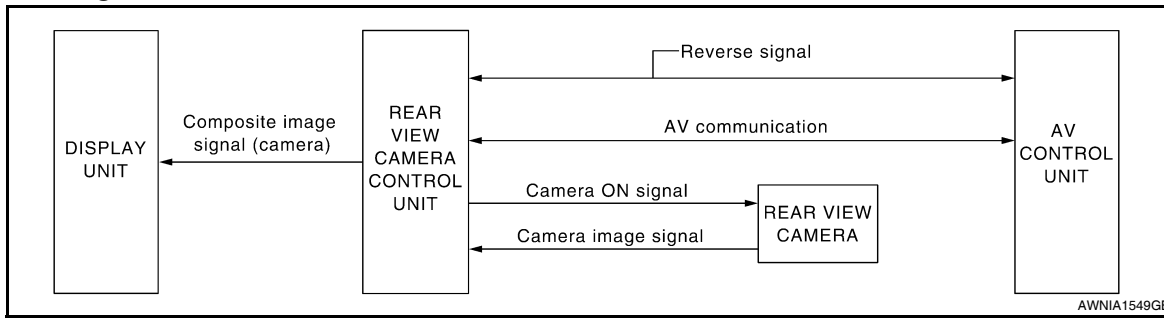 DISPLAY
UNIT
Composite image
signal (camera)
REAR
VIEW
CAMERA
CONTROL
UNIT
Reverse signal
AV communication
Camera ON signal
Camera image signal
REAR VIEW
CAMERA
AV
CONTROL
UNIT